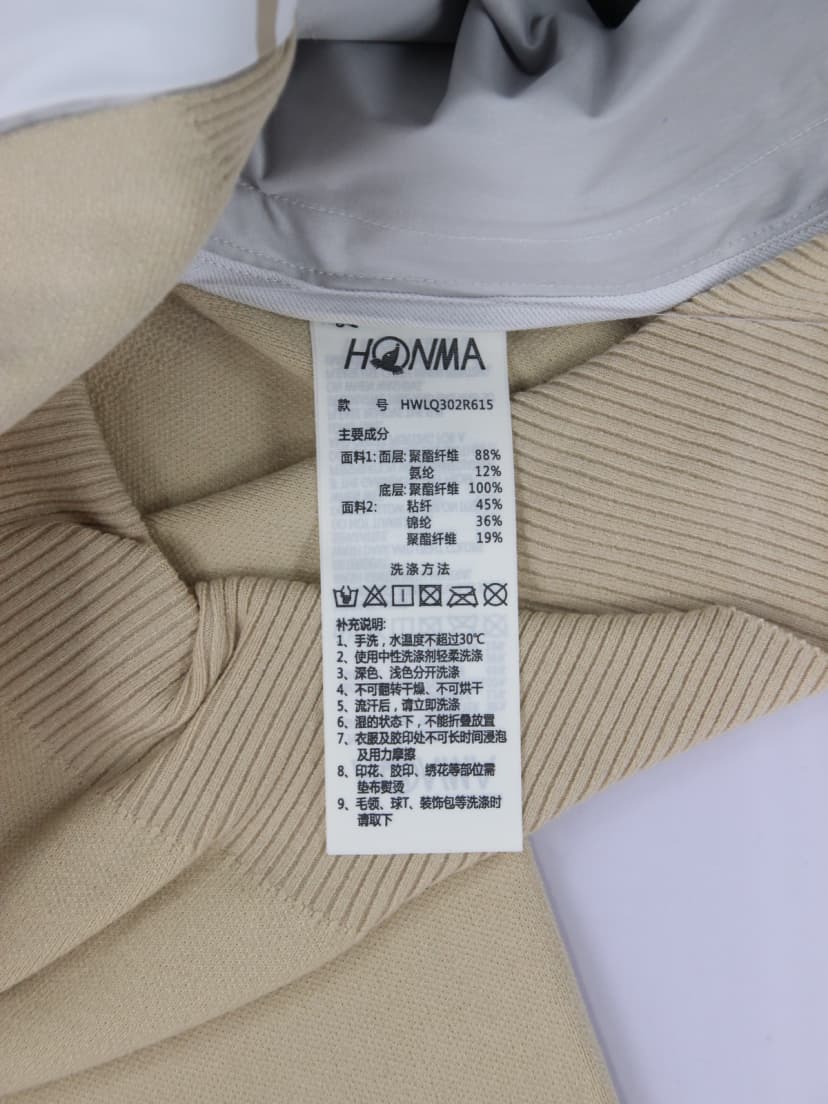 HONMA
款 号 HWLQ302R615
主要成分
面料1: 面层: 聚酯纤维 88%
氨纶 12%
底层: 聚酯纤维 100%
面料2: 粘纤 45%
锦纶 36%
聚酯纤维 19%
洗涤方法
补充说明:
1、手洗，水温度不超过30℃
2、使用中性洗涤剂轻柔洗涤
3、深色、浅色分开洗涤
4、不可翻转干燥、不可烘干
5、流汗后，请立即洗涤
6、湿的状态下，不能折叠放置
7、衣服及胶印处不可长时间浸泡
及用力摩擦
8、印花、胶印、绣花等部位需
垫布熨烫
9、毛领、球T、装饰包等洗涤时
请取下